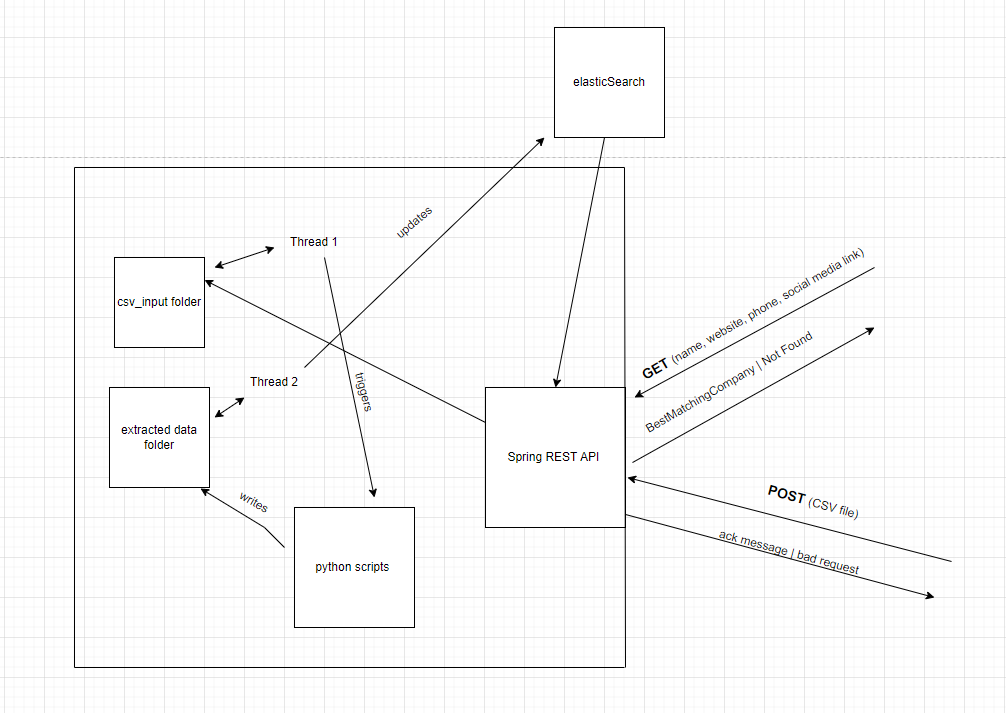 elasticSearch
updates
Thread 1
csv_input folder
GET (name, website, phone, social media link)
BestMatchingCompany | Not Found
Thread 2
triggers
extracted data
folder
Spring REST API
writes
POST (CSV file)
ack message | bad request
python scripts